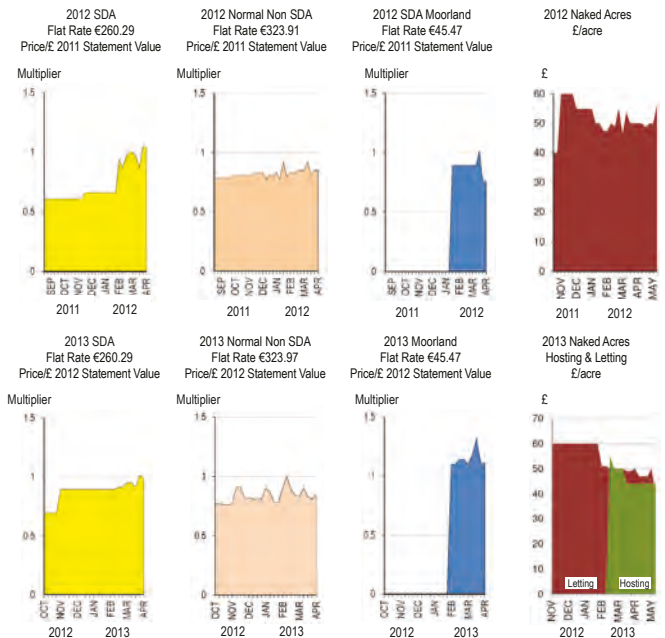 2012 SDA
Flat Rate €260.29
Price/£ 2011 Statement Value
Multiplier
1.5
1
0.5
0
SEP OCT NOV DEC JAN FEB MAR APR
2011 2012
2012 Normal Non SDA
Flat Rate €323.91
Price/£ 2011 Statement Value
Multiplier
1.5
1
0.5
0
SEP OCT NOV DEC JAN FEB MAR APR
2011 2012
2012 SDA Moorland
Flat Rate €45.47
Price/£ 2011 Statement Value
Multiplier
1.5
1
0.5
0
SEP OCT NOV DEC JAN FEB MAR APR
2011 2012
2012 Naked Acres
£/acre
£
60
50
40
30
20
10
0
NOV DEC JAN FEB MAR APR MAY
2011 2012
2013 SDA
Flat Rate €260.29
Price/£ 2012 Statement Value
Multiplier
1.5
1
0.5
0
OCT NOV DEC JAN FEB MAR APR
2012 2013
2013 Normal Non SDA
Flat Rate €323.97
Price/£ 2012 Statement Value
Multiplier
1.5
1
0.5
0
OCT NOV DEC JAN FEB MAR APR
2012 2013
2013 Moorland
Flat Rate €45.47
Price/£ 2012 Statement Value
Multiplier
1.5
1
0.5
0
OCT NOV DEC JAN FEB MAR APR
2012 2013
2013 Naked Acres
Hosting & Letting
£/acre
£
70
60
50
40
30
20
10
0
Letting Hosting
NOV DEC JAN FEB MAR APR MAY
2012 2013